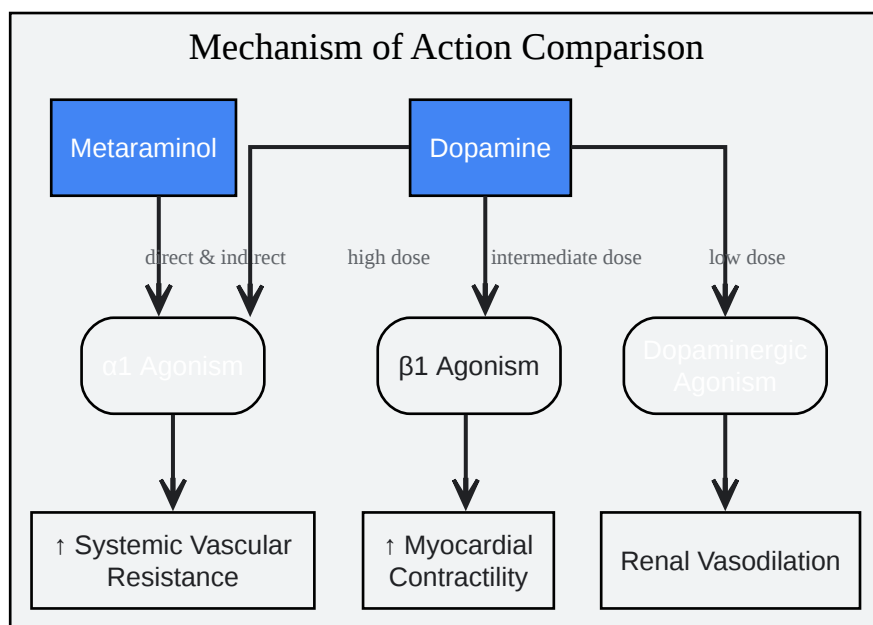 Mechanism of Action Comparison
Metaraminol
Dopamine
direct & indirect
high dose
intermediate dose
low dose
α1 Agonism
β1 Agonism
Dopaminergic
Agonism
↑ Systemic Vascular
Resistance
↑ Myocardial
Contractility
Renal Vasodilation